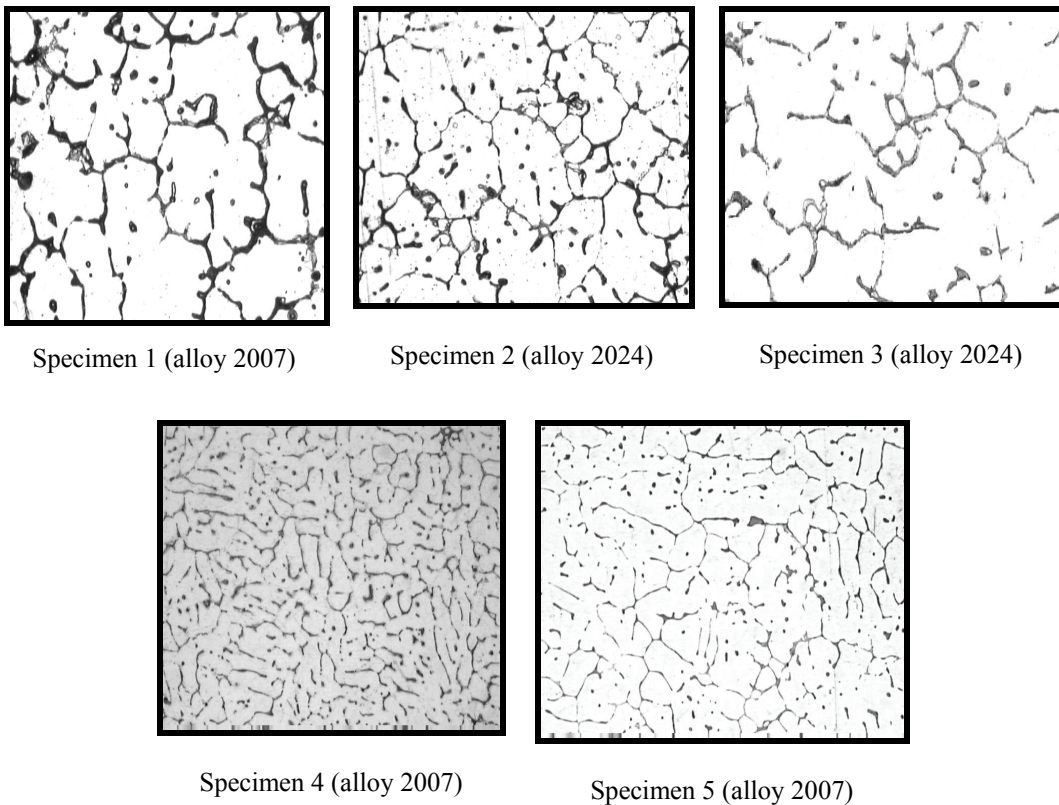 Specimen 1 (alloy 2007)
Specimen 2 (alloy 2024)
Specimen 3 (alloy 2024)
Specimen 4 (alloy 2007)
Specimen 5 (alloy 2007)